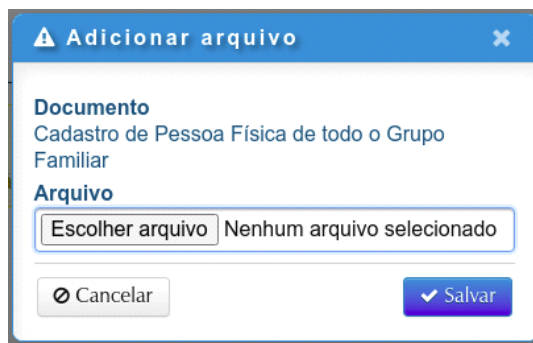 Adicionar arquivo
Documento
Cadastro de Pessoa Física de todo o Grupo
Familiar
Arquivo
Escolher arquivo Nenhum arquivo selecionado
Cancelar Salvar